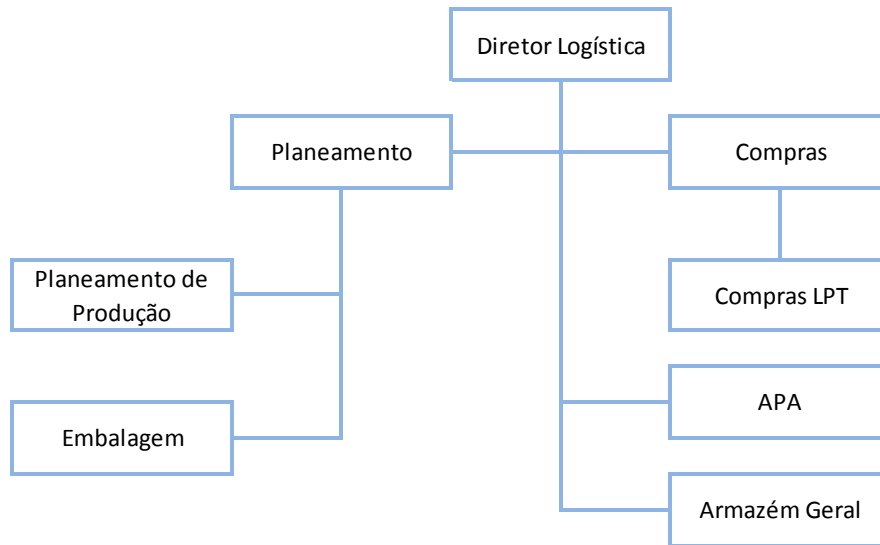 Diretor Logística
Planeamento
Compras
Planeamento de
Produção
Compras LPT
APA
Embalagem
Armazém Geral